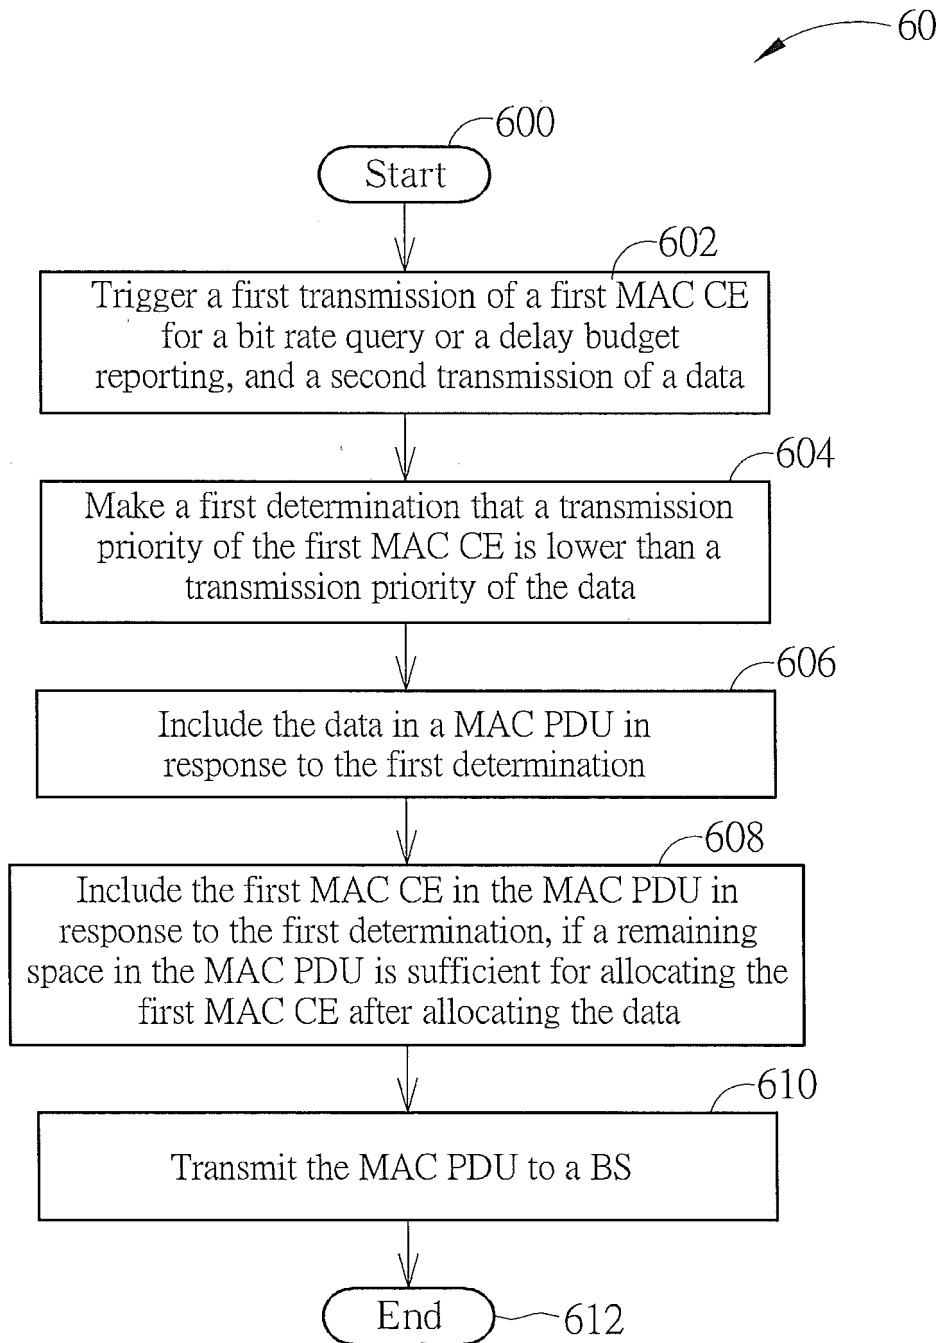 60
600
Start
602
Trigger a first transmission of a first MAC CE
for a bit rate query or a delay budget
reporting, and a second transmission of a data
604
Make a first determination that a transmission
priority of the first MAC CE is lower than a
transmission priority of the data
606
Include the data in a MAC PDU in
response to the first determination
608
Include the first MAC CE in the MAC PDU in
response to the first determination, if a remaining
space in the MAC PDU is sufficient for allocating the
first MAC CE after allocating the data
610
Transmit the MAC PDU to a BS
End
612